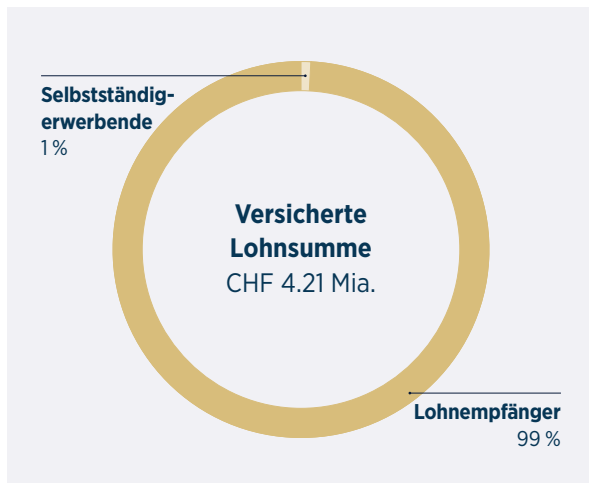 Selbstständig-
erwerbende
1 %
Versicherte
Lohnsumme
CHF 4.21 Mia.
Lohnempfänger
99 %